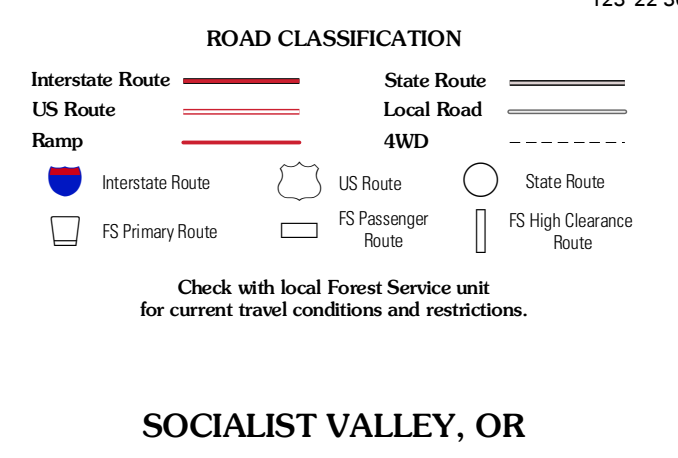 ROAD CLASSIFICATION
Interstate Route State Route
US Route Local Road
Ramp 4WD
Interstate Route US Route State Route
FS Primary Route
FS Passenger
Route
FS High Clearance
Route
Check with local Forest Service unit
for current travel conditions and restrictions.
SOCIALIST VALLEY, OR